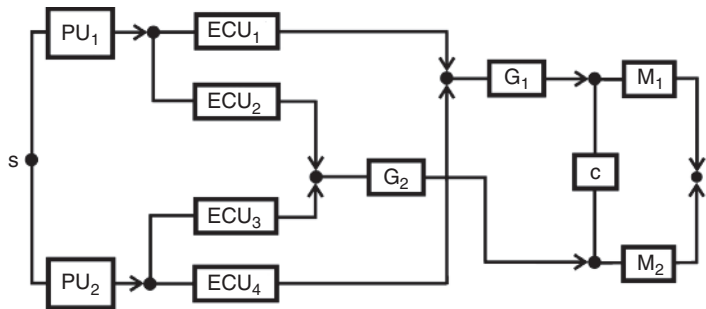 PU₁
ECU₁
G₁
M₁
ECU₂
s
G₂
c
ECU₃
PU₂
ECU₄
M₂